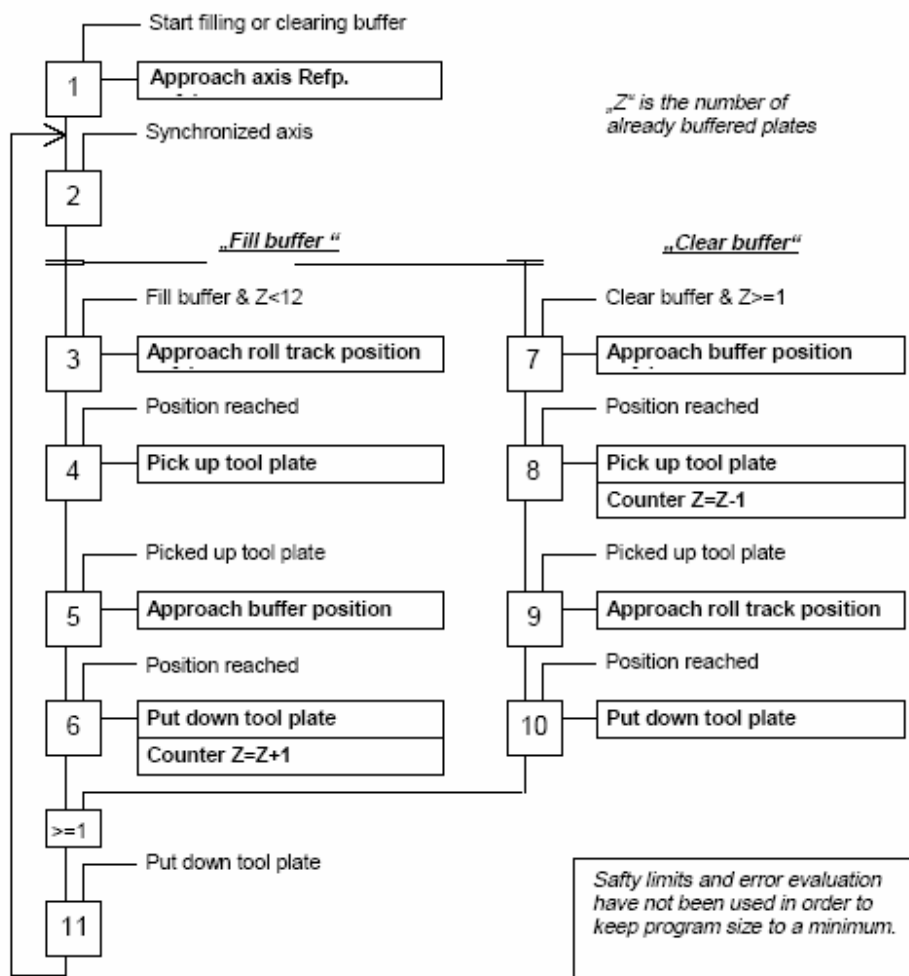 Start filling or clearing buffer
1
Approach axis Refp.
„Z“ is the number of
already buffered plates
Synchronized axis
2
„Fill buffer “
„Clear buffer“
Fill buffer & Z<12
3
Approach roll track position
Position reached
4
Pick up tool plate
Picked up tool plate
5
Approach buffer position
Position reached
6
Put down tool plate
Counter Z=Z+1
Clear buffer & Z>=1
7
Approach buffer position
Position reached
8
Pick up tool plate
Counter Z=Z-1
Picked up tool plate
9
Approach roll track position
Position reached
10
Put down tool plate
>=1
Put down tool plate
11
Safty limits and error evaluation
have not been used in order to
keep program size to a minimum.